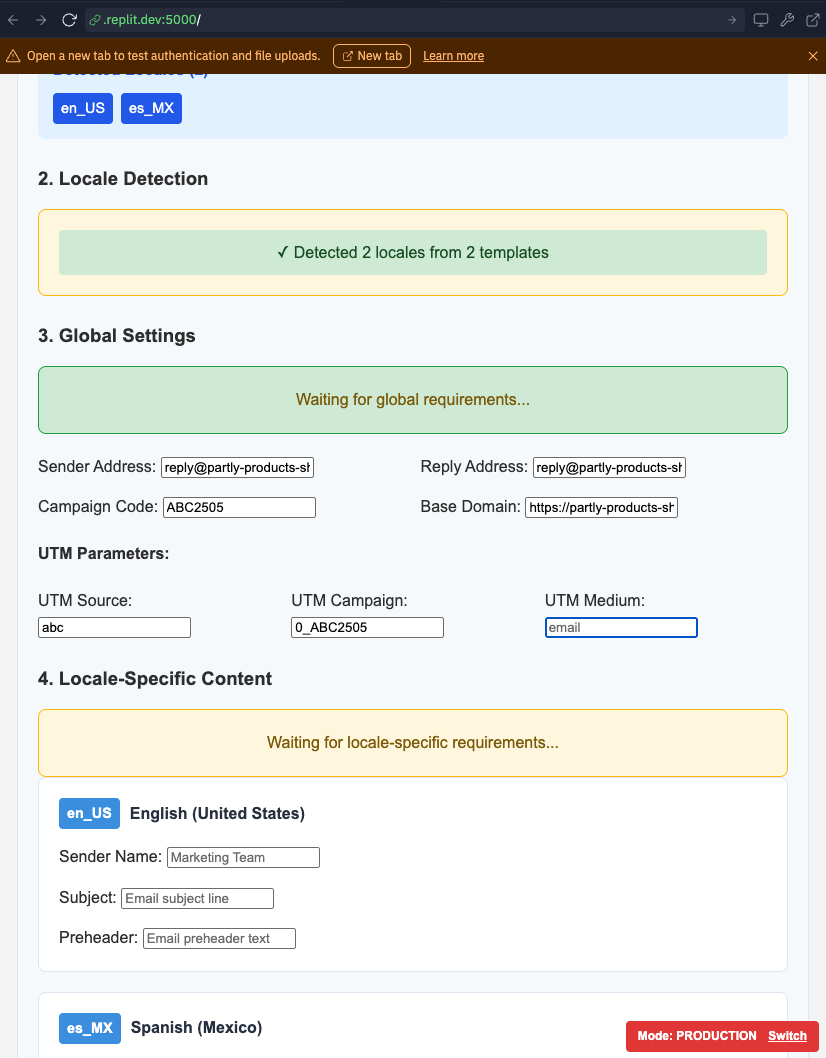 .replit.dev:5000/
Open a new tab to test authentication and file uploads. New tab Learn more
en_US es_MX
2. Locale Detection
✓ Detected 2 locales from 2 templates
3. Global Settings
Waiting for global requirements...
Sender Address: reply@partly-products-sh Reply Address: reply@partly-products-sh
Campaign Code: ABC2505 Base Domain: https://partly-products-sh
UTM Parameters:
UTM Source: UTM Campaign: UTM Medium:
abc 0_ABC2505 email
4. Locale-Specific Content
Waiting for locale-specific requirements...
en_US English (United States)
Sender Name: Marketing Team
Subject: Email subject line
Preheader: Email preheader text
es_MX Spanish (Mexico)
Mode: PRODUCTION Switch